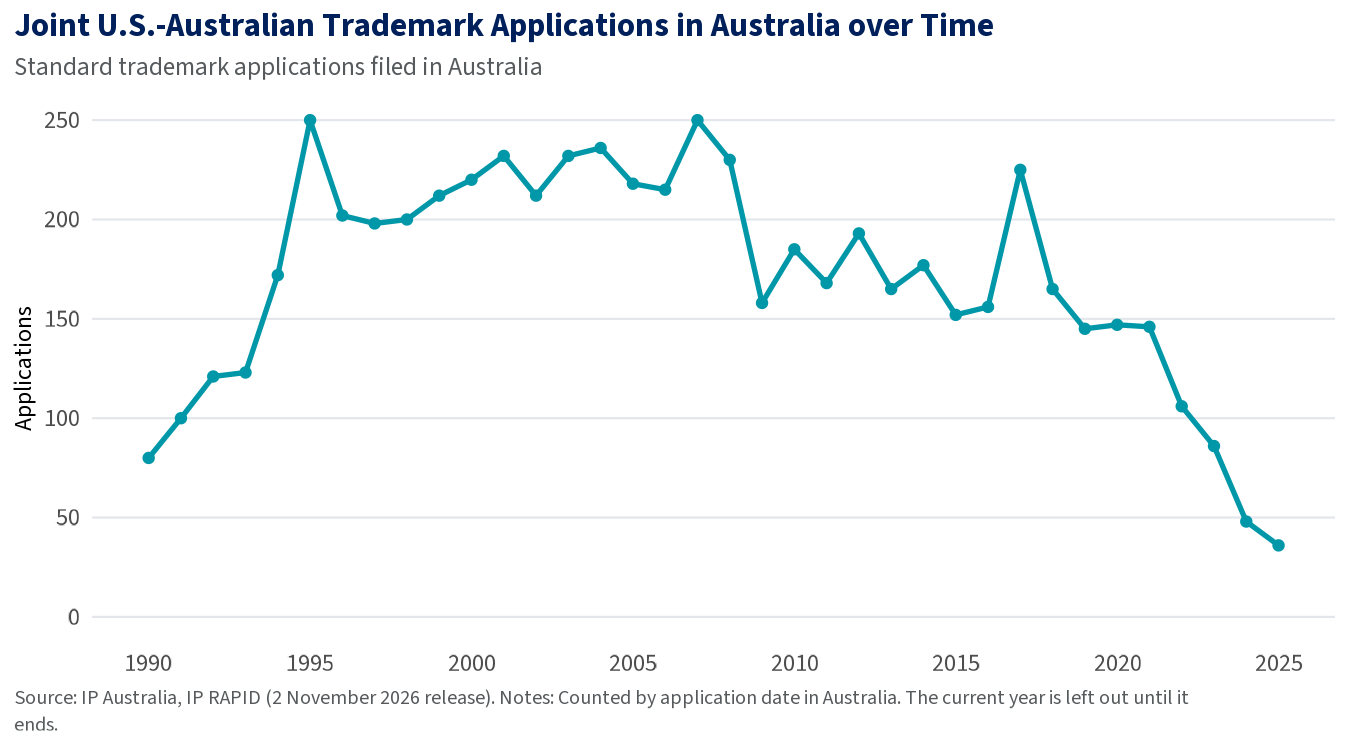 Joint U.S.-Australian Trademark Applications in Australia over Time
Standard trademark applications filed in Australia
Applications
250
200
150
100
50
0
1990 1995 2000 2005 2010 2015 2020 2025
Source: IP Australia, IP RAPID (2 November 2026 release). Notes: Counted by application date in Australia. The current year is left out until it
ends.